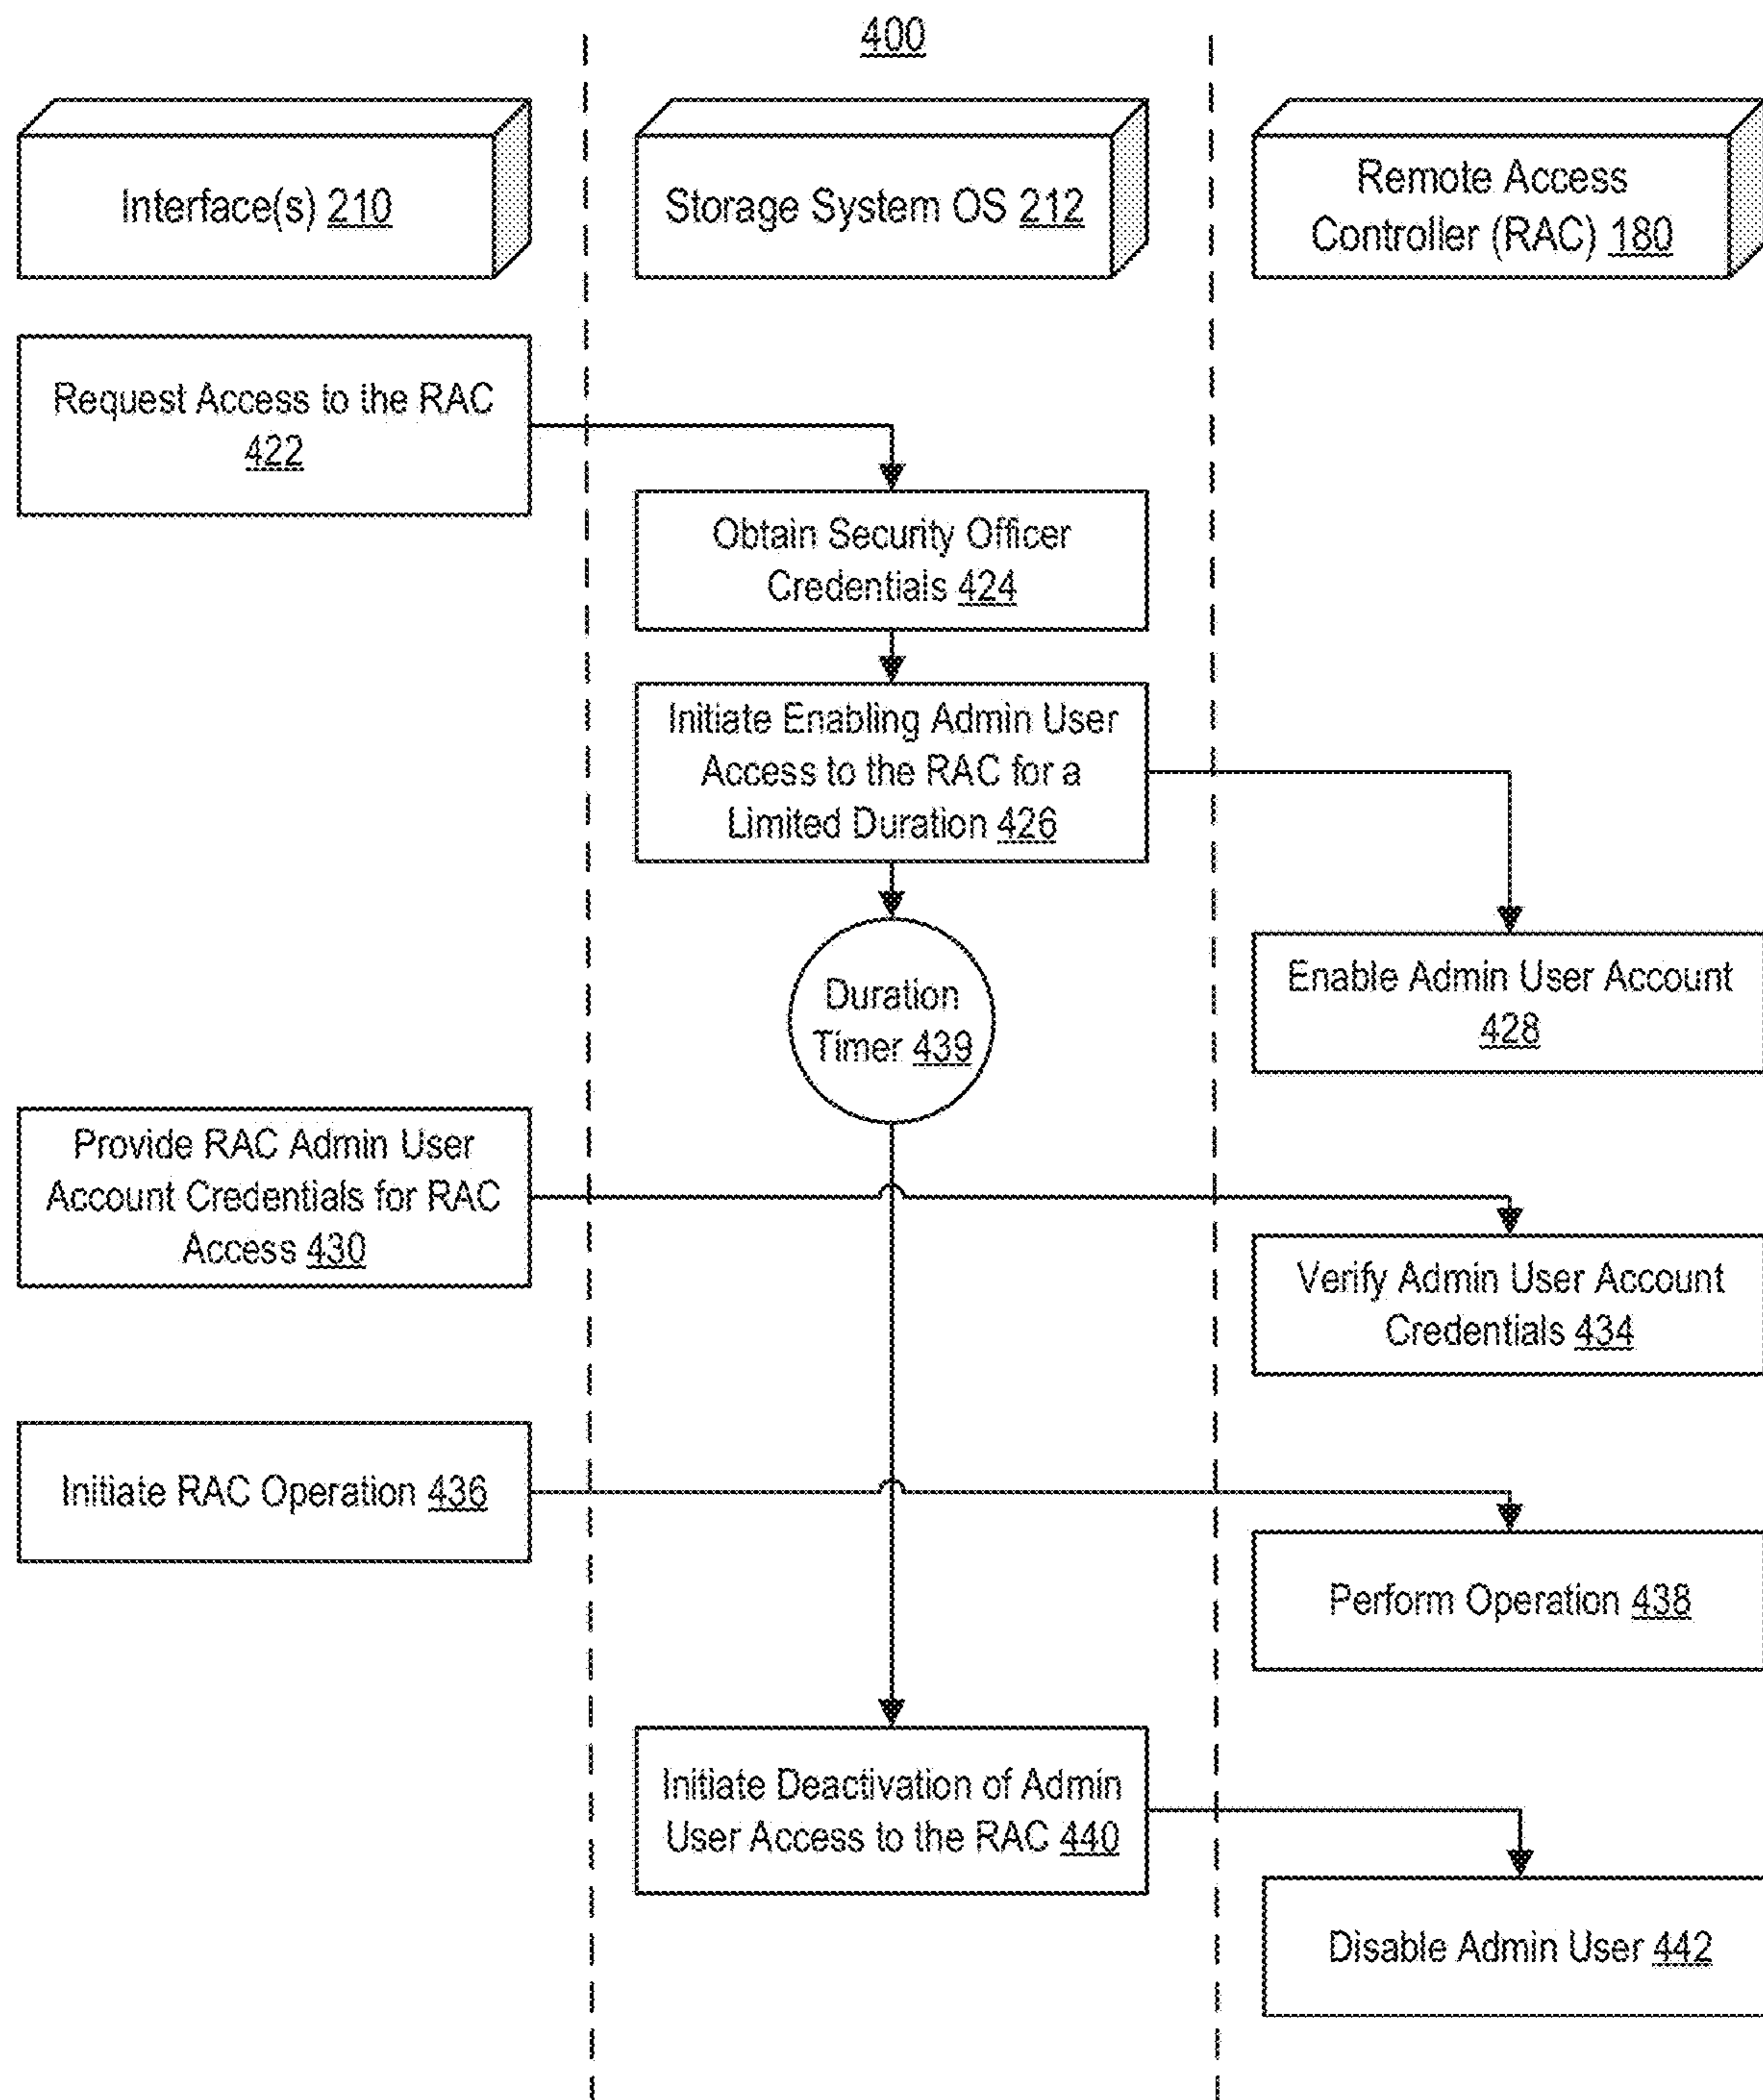 400
Interface(s) 210
Storage System OS 212
Remote Access
Controller (RAC) 180
Request Access to the RAC
422
Obtain Security Officer
Credentials 424
Initiate Enabling Admin User
Access to the RAC for a
Limited Duration 426
Duration
Timer 439
Enable Admin User Account
428
Provide RAC Admin User
Account Credentials for RAC
Access 430
Verify Admin User Account
Credentials 434
Initiate RAC Operation 436
Perform Operation 438
Initiate Deactivation of Admin
User Access to the RAC 440
Disable Admin User 442